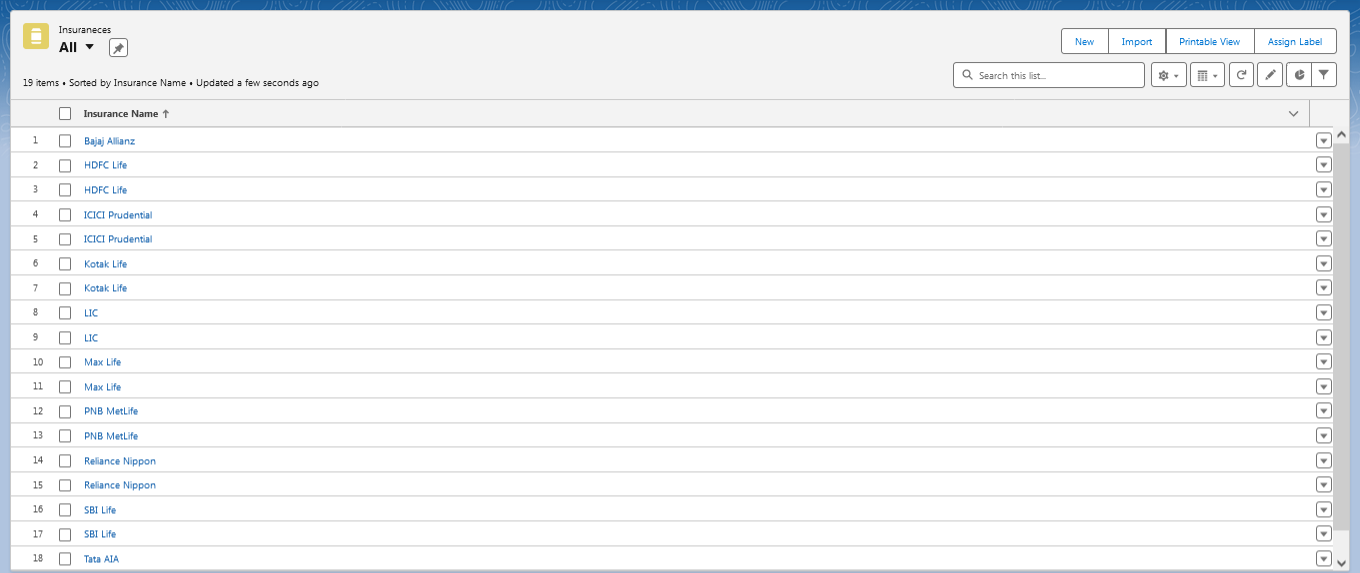 Insuraneces
All
New Import Printable View Assign Label
19 items • Sorted by Insurance Name • Updated a few seconds ago
Search this list...
Insurance Name ↑
1 Bajaj Allianz
2 HDFC Life
3 HDFC Life
4 ICICI Prudential
5 ICICI Prudential
6 Kotak Life
7 Kotak Life
8 LIC
9 LIC
10 Max Life
11 Max Life
12 PNB MetLife
13 PNB MetLife
14 Reliance Nippon
15 Reliance Nippon
16 SBI Life
17 SBI Life
18 Tata AIA